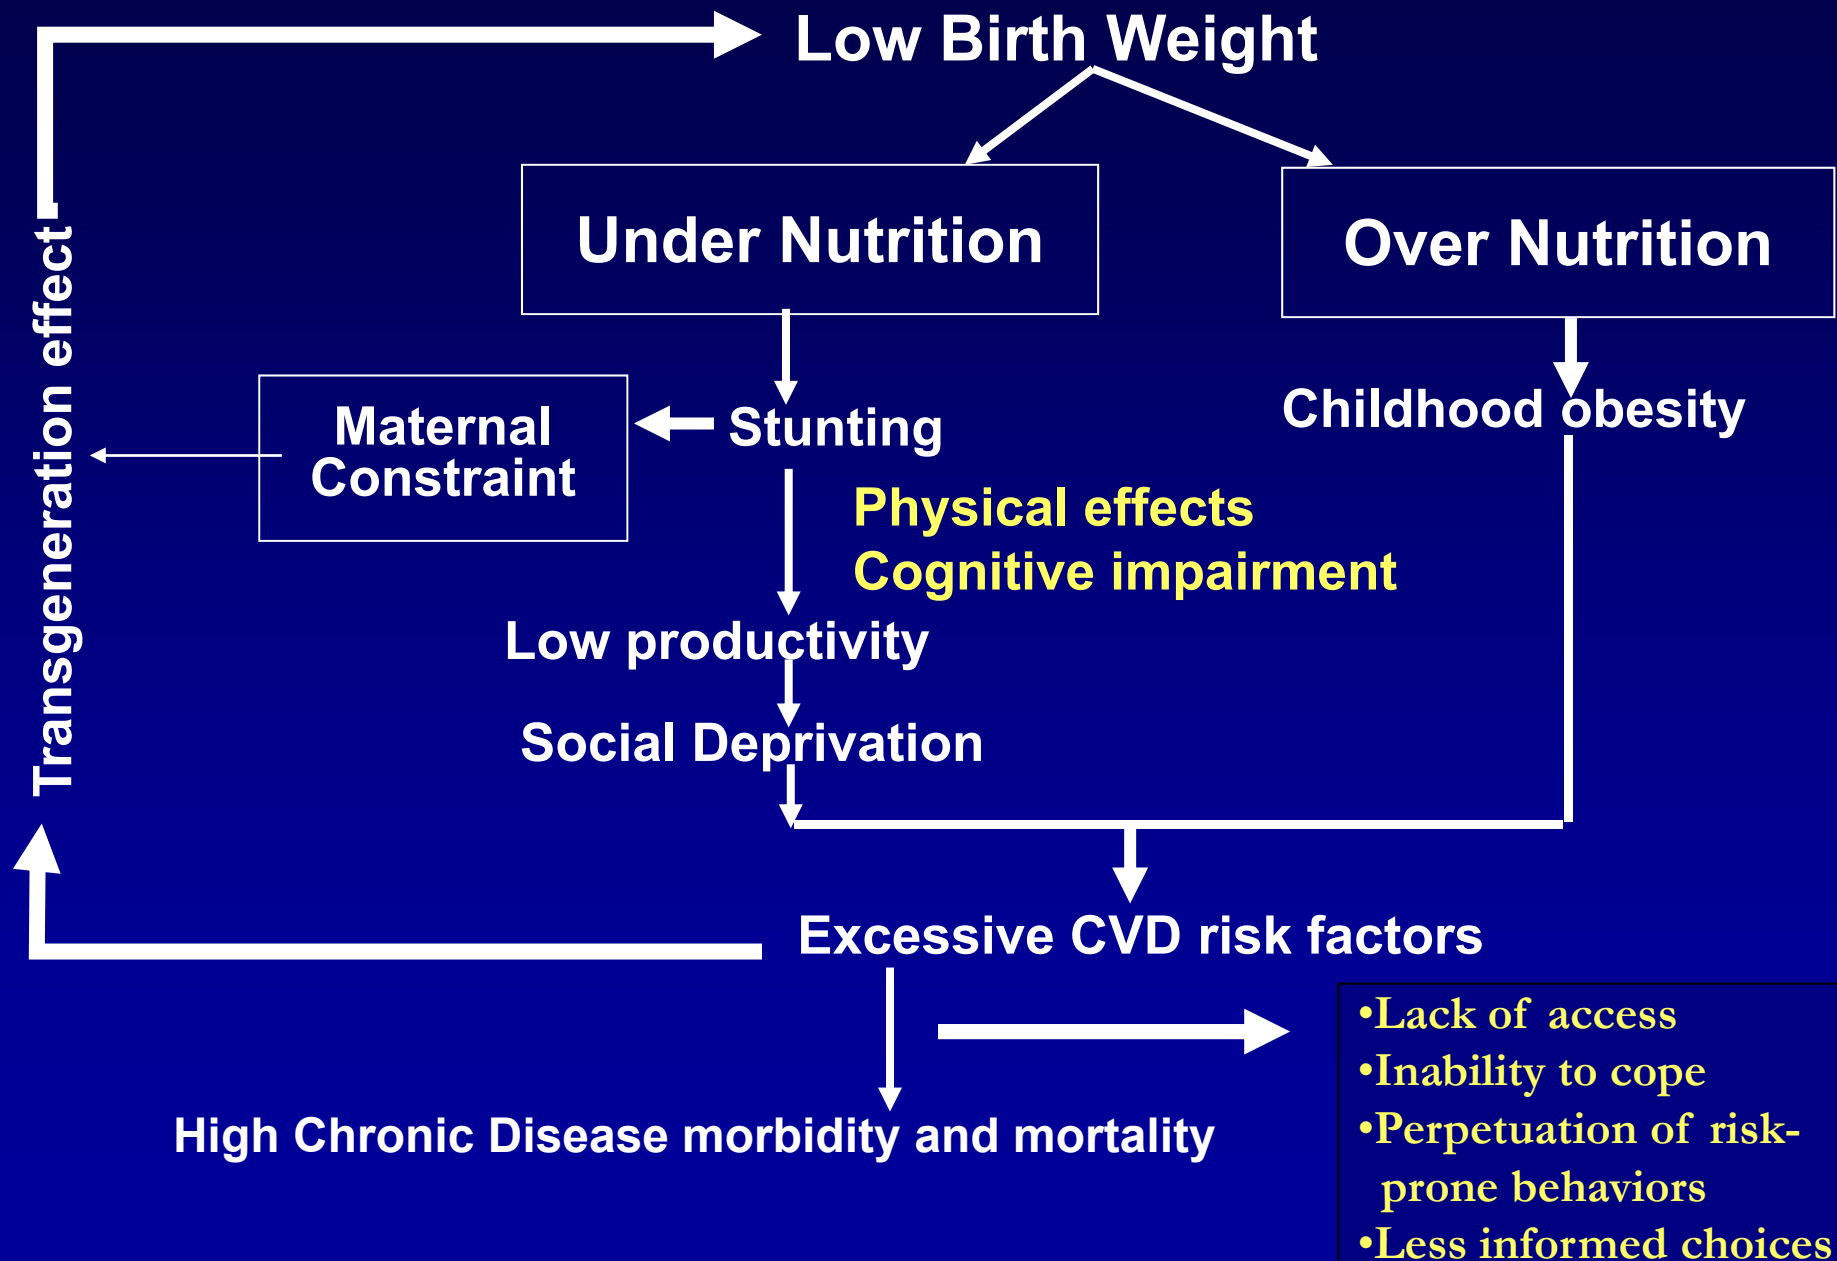 Low Birth Weight
Under Nutrition
Over Nutrition
Transgeneration effect
Maternal
Constraint
Stunting
Childhood obesity
Physical effects
Cognitive impairment
Low productivity
Social Deprivation
Excessive CVD risk factors
High Chronic Disease morbidity and mortality
•Lack of access
•Inability to cope
•Perpetuation of risk-
prone behaviors
•Less informed choices